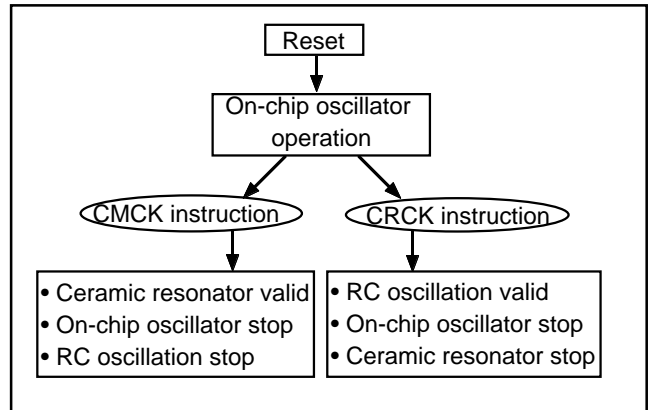 Reset
On-chip oscillator
operation
CMCK instruction
CRCK instruction
• Ceramic resonator valid
• On-chip oscillator stop
• RC oscillation stop
• RC oscillation valid
• On-chip oscillator stop
• Ceramic resonator stop